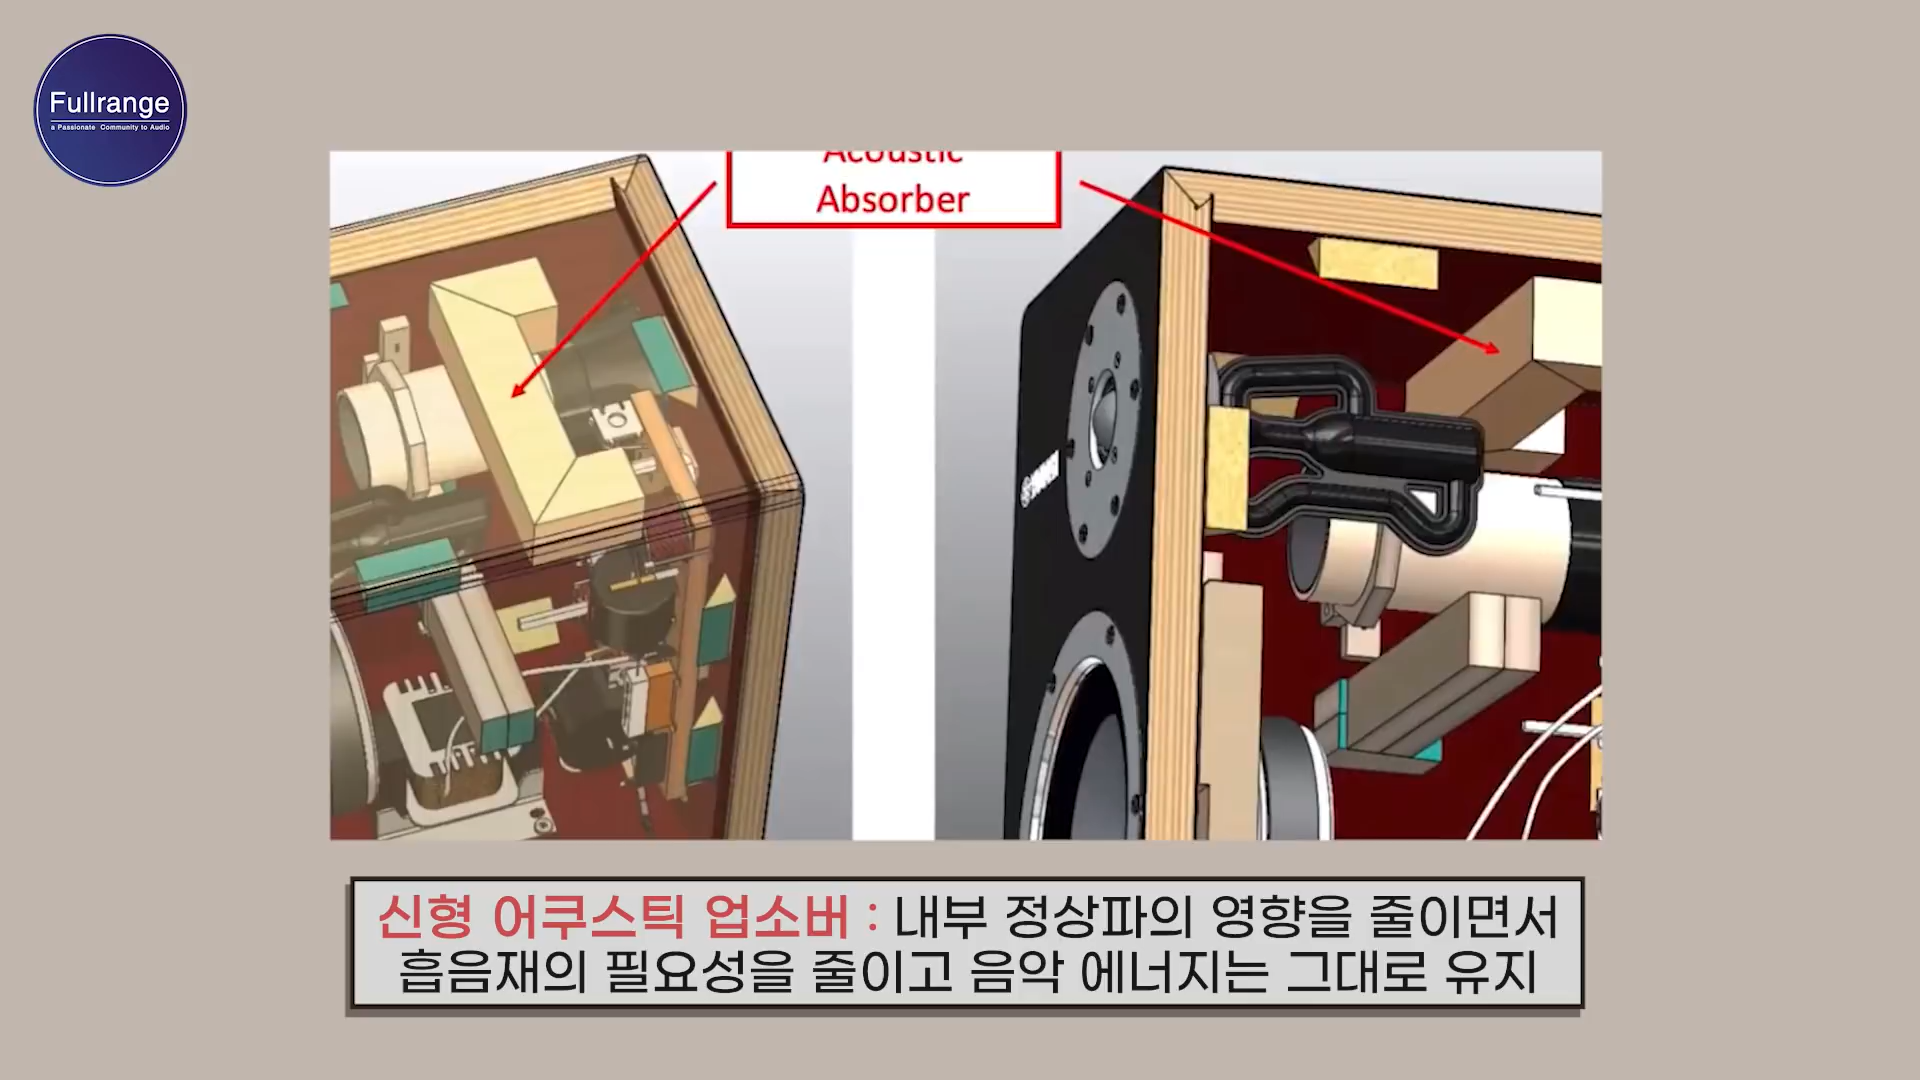 Fullrange
a Passionate Community to Audio
Acoustic
Absorber
신형 어쿠스틱 업소버 : 내부 정상파의 영향을 줄이면서
흡음재의 필요성을 줄이고 음악 에너지는 그대로 유지